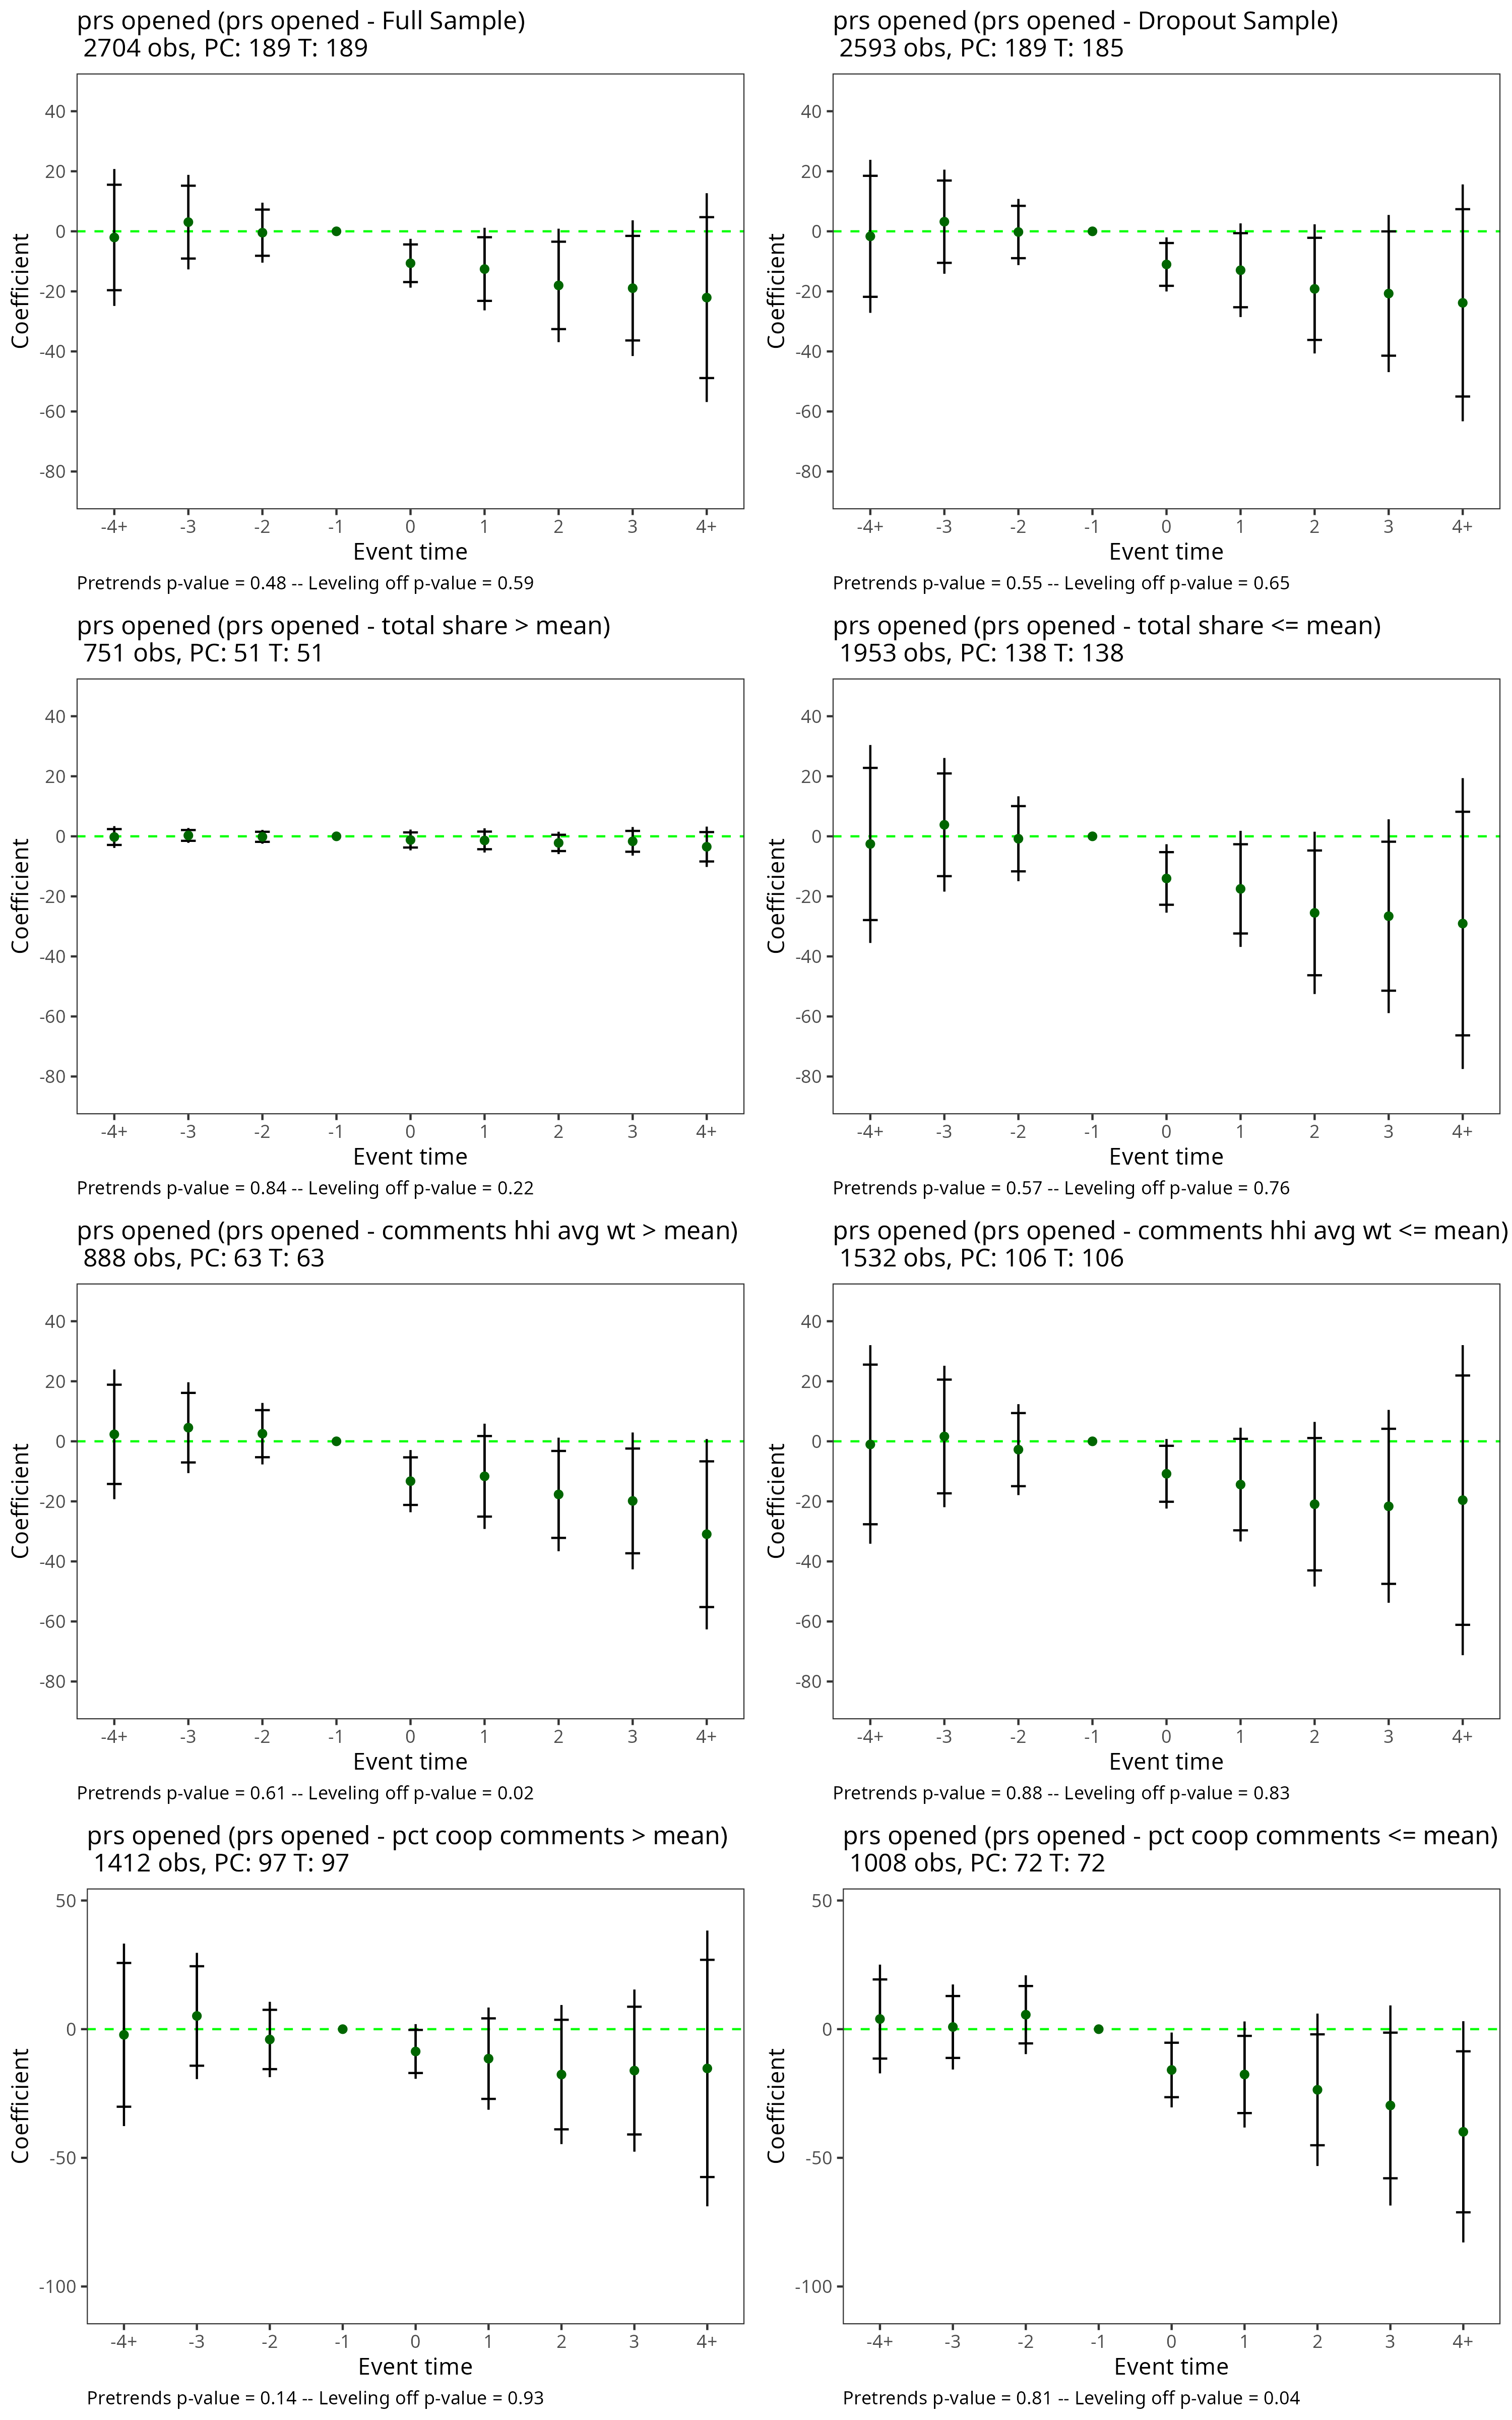 prs opened (prs opened - Full Sample)
2704 obs, PC: 189 T: 189
40
20
0
-20
-40
-60
-80
Coefficient
-4+ -3 -2 -1 0 1 2 3 4+
Event time
Pretrends p-value = 0.48 -- Leveling off p-value = 0.59
prs opened (prs opened - Dropout Sample)
2593 obs, PC: 189 T: 185
40
20
0
-20
-40
-60
-80
Coefficient
-4+ -3 -2 -1 0 1 2 3 4+
Event time
Pretrends p-value = 0.55 -- Leveling off p-value = 0.65
prs opened (prs opened - total share > mean)
751 obs, PC: 51 T: 51
40
20
0
-20
-40
-60
-80
Coefficient
-4+ -3 -2 -1 0 1 2 3 4+
Event time
Pretrends p-value = 0.84 -- Leveling off p-value = 0.22
prs opened (prs opened - total share <= mean)
1953 obs, PC: 138 T: 138
40
20
0
-20
-40
-60
-80
Coefficient
-4+ -3 -2 -1 0 1 2 3 4+
Event time
Pretrends p-value = 0.57 -- Leveling off p-value = 0.76
prs opened (prs opened - comments hhi avg wt > mean)
888 obs, PC: 63 T: 63
40
20
0
-20
-40
-60
-80
Coefficient
-4+ -3 -2 -1 0 1 2 3 4+
Event time
Pretrends p-value = 0.61 -- Leveling off p-value = 0.02
prs opened (prs opened - comments hhi avg wt <= mean)
1532 obs, PC: 106 T: 106
40
20
0
-20
-40
-60
-80
Coefficient
-4+ -3 -2 -1 0 1 2 3 4+
Event time
Pretrends p-value = 0.88 -- Leveling off p-value = 0.83
prs opened (prs opened - pct coop comments > mean)
1412 obs, PC: 97 T: 97
50
0
-50
-100
Coefficient
-4+ -3 -2 -1 0 1 2 3 4+
Event time
Pretrends p-value = 0.14 -- Leveling off p-value = 0.93
prs opened (prs opened - pct coop comments <= mean)
1008 obs, PC: 72 T: 72
50
0
-50
-100
Coefficient
-4+ -3 -2 -1 0 1 2 3 4+
Event time
Pretrends p-value = 0.81 -- Leveling off p-value = 0.04